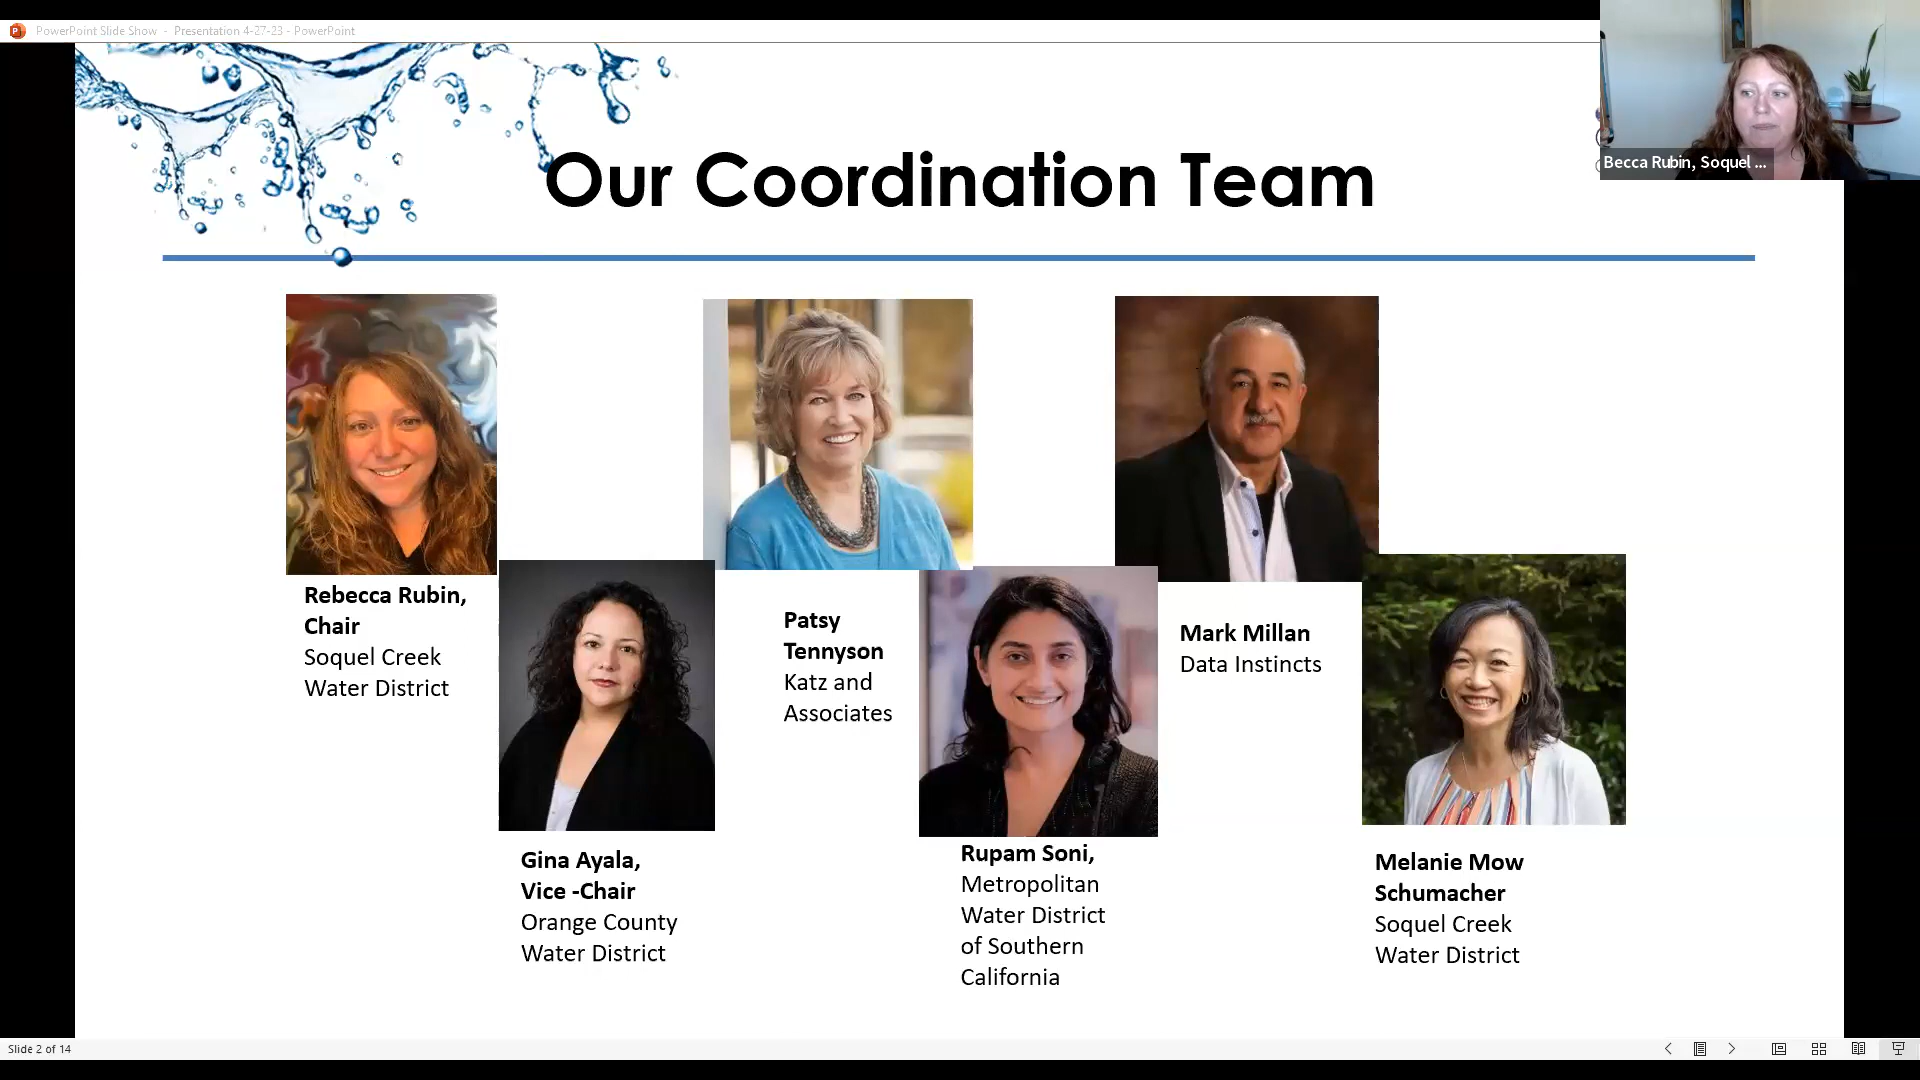 PowerPoint Slide Show - Presentation 4-27-23 - PowerPoint
Becca Rubin, Soquel ...
Our Coordination Team
Rebecca Rubin,
Chair
Soquel Creek
Water District
Gina Ayala,
Vice -Chair
Orange County
Water District
Patsy
Tennyson
Katz and
Associates
Rupam Soni,
Metropolitan
Water District
of Southern
California
Mark Millan
Data Instincts
Melanie Mow
Schumacher
Soquel Creek
Water District
Slide 2 of 14